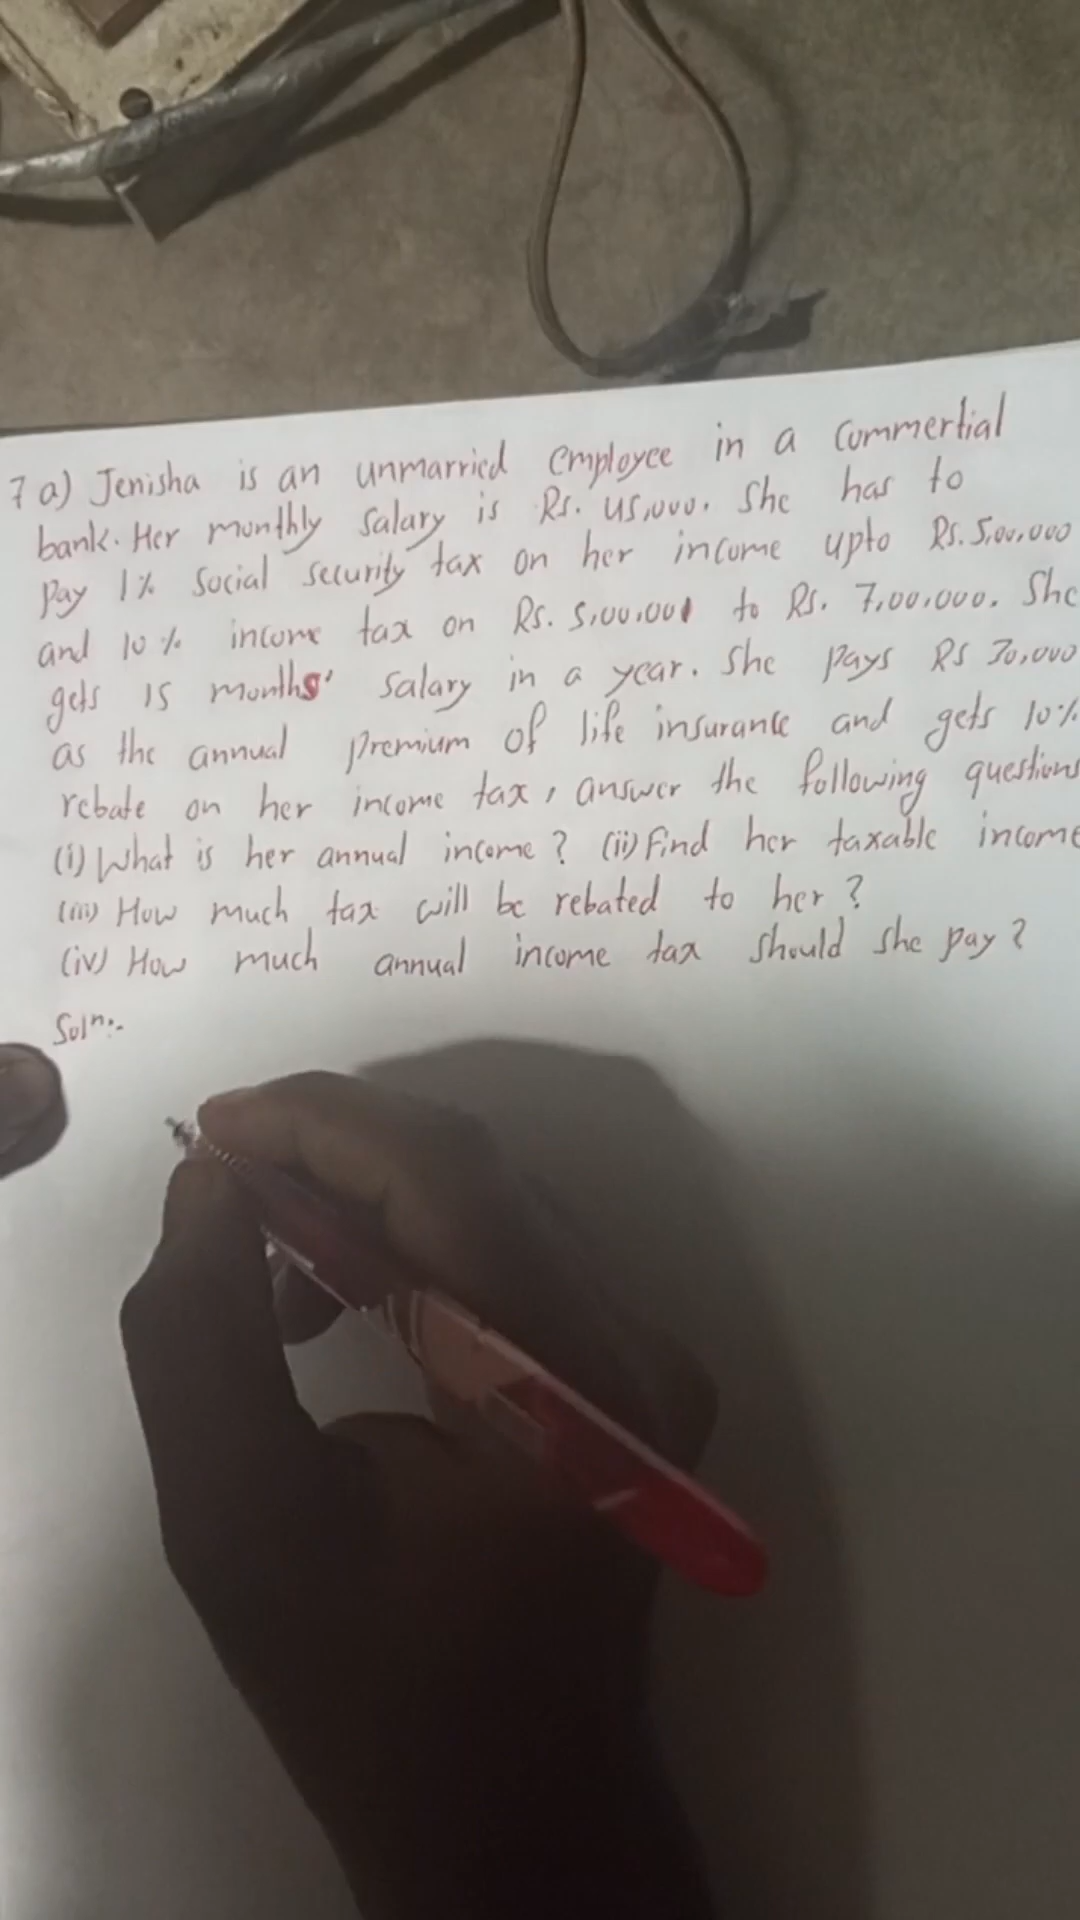 7 a) Jenisha is an unmarried employee in a commertial
bank. Her monthly salary is Rs. 45,000. She has to
pay 1% social security tax on her income upto Rs. 5,00,000
and 10% income tax on Rs. 5,00,001 to Rs. 7,00,000. She
gets 15 months' salary in a year. She pays RS 30,000
as the annual premium of life insurance and gets 10%
rebate on her income tax, answer the following questions
(i) What is her annual income? (ii) Find her taxable income
(iii) How much tax will be rebated to her?
(iv) How much annual income tax should she pay?
Solⁿ:-